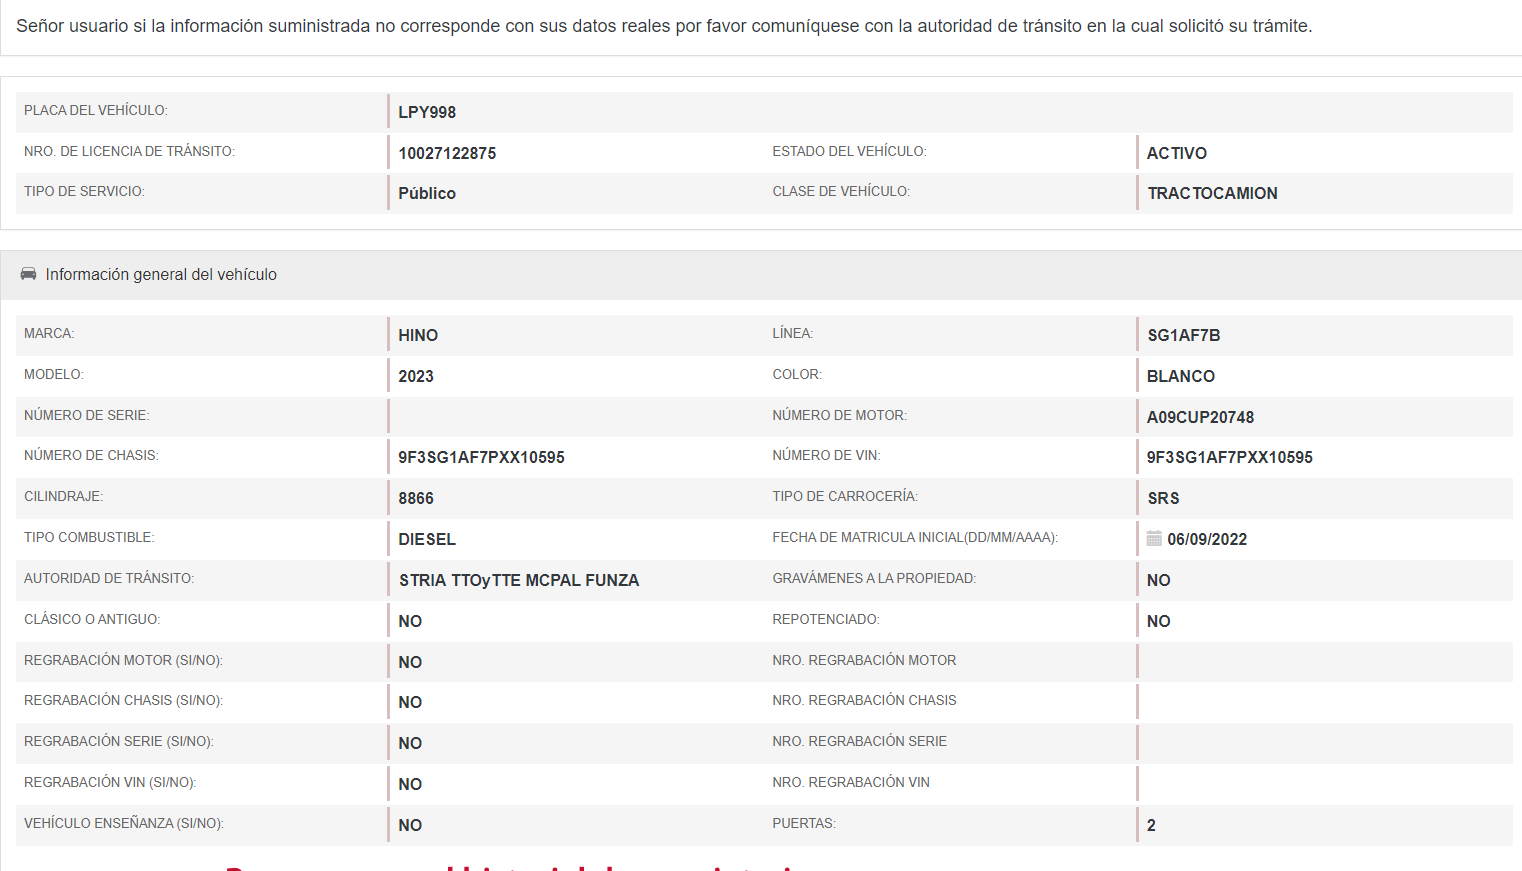 Señor usuario si la información suministrada no corresponde con sus datos reales por favor comuníquese con la autoridad de tránsito en la cual solicitó su trámite.
PLACA DEL VEHÍCULO: LPY998
NRO. DE LICENCIA DE TRÁNSITO: 10027122875 ESTADO DEL VEHÍCULO: ACTIVO
TIPO DE SERVICIO: Público CLASE DE VEHÍCULO: TRACTOCAMION
Información general del vehículo
MARCA: HINO LÍNEA: SG1AF7B
MODELO: 2023 COLOR: BLANCO
NÚMERO DE SERIE: NÚMERO DE MOTOR: A09CUP20748
NÚMERO DE CHASIS: 9F3SG1AF7PXX10595 NÚMERO DE VIN: 9F3SG1AF7PXX10595
CILINDRAJE: 8866 TIPO DE CARROCERÍA: SRS
TIPO COMBUSTIBLE: DIESEL FECHA DE MATRICULA INICIAL(DD/MM/AAAA): 06/09/2022
AUTORIDAD DE TRÁNSITO: STRIA TTOyTTE MCPAL FUNZA GRAVÁMENES A LA PROPIEDAD: NO
CLÁSICO O ANTIGUO: NO REPOTENCIADO: NO
REGRABACIÓN MOTOR (SI/NO): NO NRO. REGRABACIÓN MOTOR
REGRABACIÓN CHASIS (SI/NO): NO NRO. REGRABACIÓN CHASIS
REGRABACIÓN SERIE (SI/NO): NO NRO. REGRABACIÓN SERIE
REGRABACIÓN VIN (SI/NO): NO NRO. REGRABACIÓN VIN
VEHÍCULO ENSEÑANZA (SI/NO): NO PUERTAS: 2